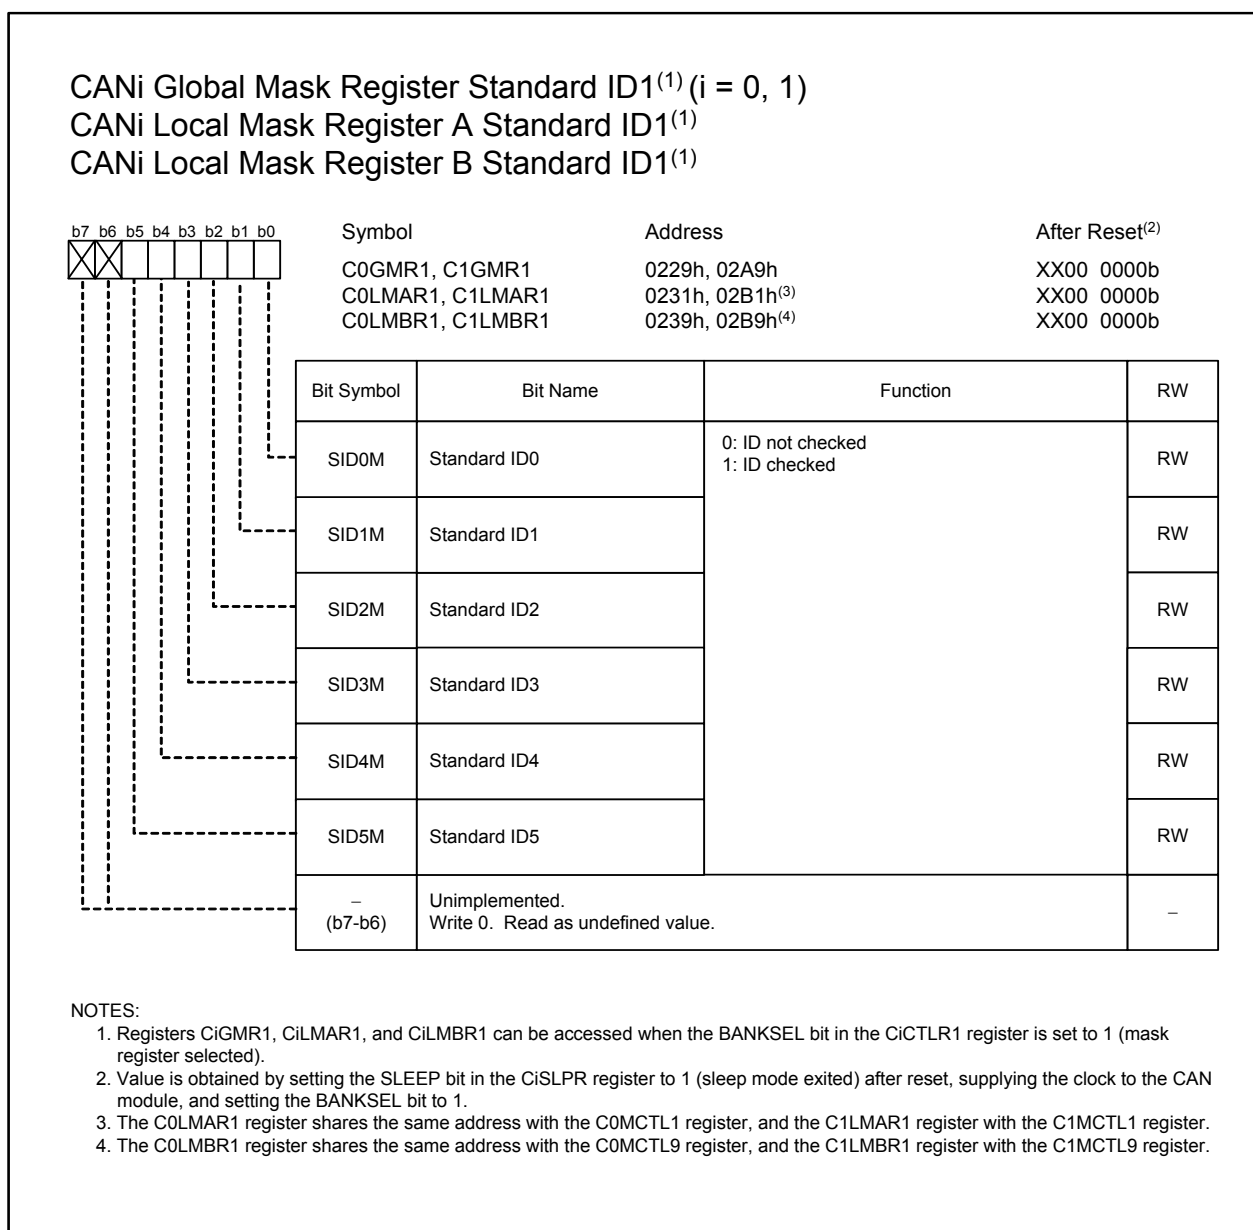 CANi Global Mask Register Standard ID1(1) (i = 0, 1)
CANi Local Mask Register A Standard ID1(1)
CANi Local Mask Register B Standard ID1(1)
b7 b6 b5 b4 b3 b2 b1 b0
Symbol Address After Reset(2)
C0GMR1, C1GMR1 0229h, 02A9h XX00 0000b
C0LMAR1, C1LMAR1 0231h, 02B1h(3) XX00 0000b
C0LMBR1, C1LMBR1 0239h, 02B9h(4) XX00 0000b
Bit Symbol Bit Name Function RW
SID0M Standard ID0 0: ID not checked
1: ID checked RW
SID1M Standard ID1 RW
SID2M Standard ID2 RW
SID3M Standard ID3 RW
SID4M Standard ID4 RW
SID5M Standard ID5 RW
– Unimplemented.
(b7-b6) Write 0. Read as undefined value. –
NOTES:
1. Registers CiGMR1, CiLMAR1, and CiLMBR1 can be accessed when the BANKSEL bit in the CiCTLR1 register is set to 1 (mask
register selected).
2. Value is obtained by setting the SLEEP bit in the CiSLPR register to 1 (sleep mode exited) after reset, supplying the clock to the CAN
module, and setting the BANKSEL bit to 1.
3. The C0LMAR1 register shares the same address with the C0MCTL1 register, and the C1LMAR1 register with the C1MCTL1 register.
4. The C0LMBR1 register shares the same address with the C0MCTL9 register, and the C1LMBR1 register with the C1MCTL9 register.